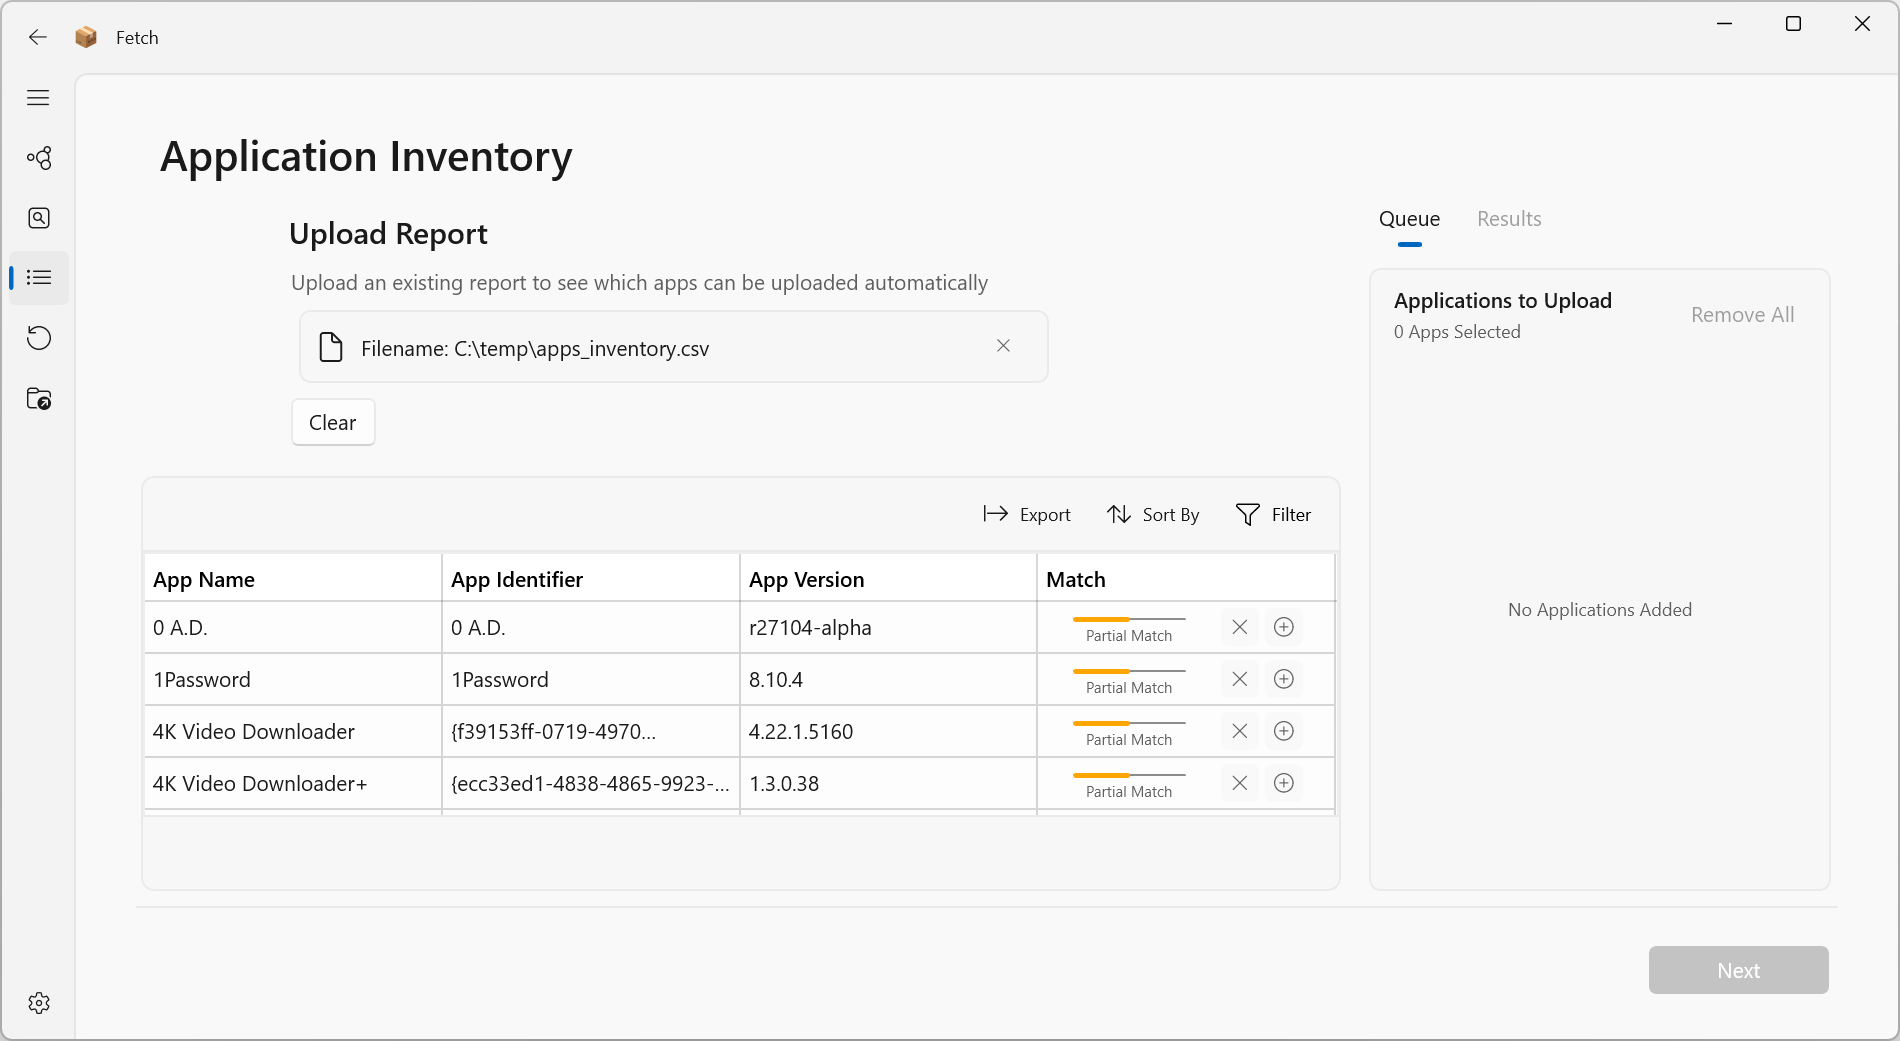 Fetch
Application Inventory
Upload Report
Upload an existing report to see which apps can be uploaded automatically
Filename: C:\temp\apps_inventory.csv
Clear
Export Sort By Filter
App Name App Identifier App Version Match
0 A.D. 0 A.D. r27104-alpha Partial Match
1Password 1Password 8.10.4 Partial Match
4K Video Downloader {f39153ff-0719-4970... 4.22.1.5160 Partial Match
4K Video Downloader+ {ecc33ed1-4838-4865-9923-... 1.3.0.38 Partial Match
Queue Results
Applications to Upload
Remove All
0 Apps Selected
No Applications Added
Next